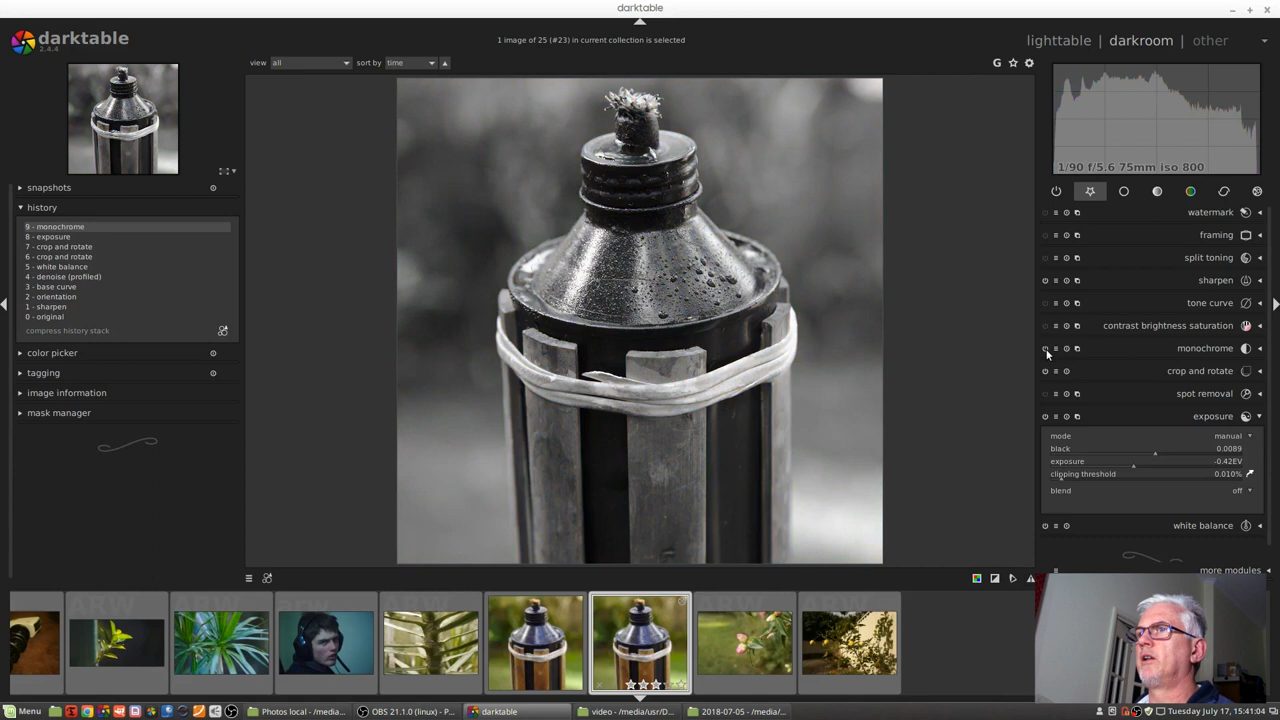 darktable
darktable
2.4.4
1 image of 25 (#23) in current collection is selected
lighttable | darkroom | other
view all sort by time
G
1/90 f/5.6 75mm iso 800
snapshots
history
9 - monochrome
8 - exposure
7 - crop and rotate
6 - crop and rotate
5 - white balance
4 - denoise (profiled)
3 - base curve
2 - orientation
1 - sharpen
0 - original
compress history stack
color picker
tagging
image information
mask manager
watermark
framing
split toning
sharpen
tone curve
contrast brightness saturation
monochrome
crop and rotate
spot removal
exposure
mode manual
black 0.0089
exposure -0.42EV
clipping threshold 0.010%
blend off
white balance
more modules
ARW
arw
ARW
Menu
Photos local - /media...
OBS 21.1.0 (linux) - P...
darktable
video - /media/usr/D...
2018-07-05 - /media/...
Tuesday July 17, 15:41:04